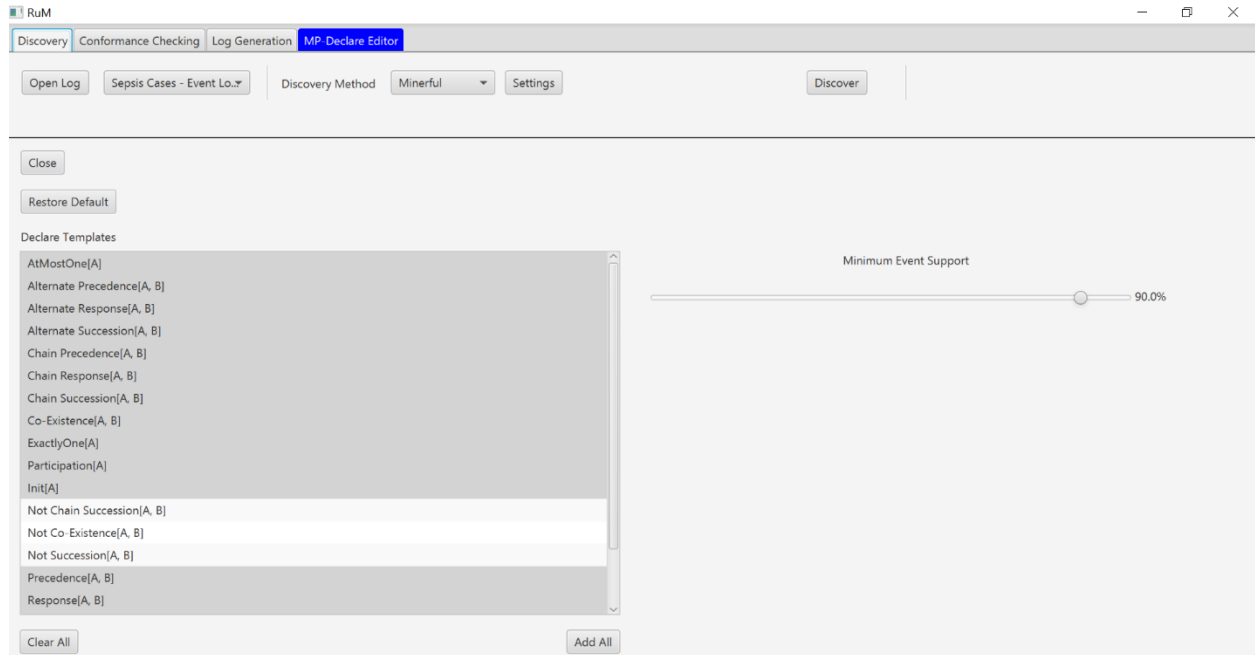 RuM
Discovery Conformance Checking Log Generation MP-Declare Editor
Open Log Sepsis Cases - Event Lo... Discovery Method Minerful Settings Discover
Close
Restore Default
Declare Templates
Minimum Event Support
90.0%
AtMostOne[A]
Alternate Precedence[A, B]
Alternate Response[A, B]
Alternate Succession[A, B]
Chain Precedence[A, B]
Chain Response[A, B]
Chain Succession[A, B]
Co-Existence[A, B]
ExactlyOne[A]
Participation[A]
Init[A]
Not Chain Succession[A, B]
Not Co-Existence[A, B]
Not Succession[A, B]
Precedence[A, B]
Response[A, B]
Clear All Add All